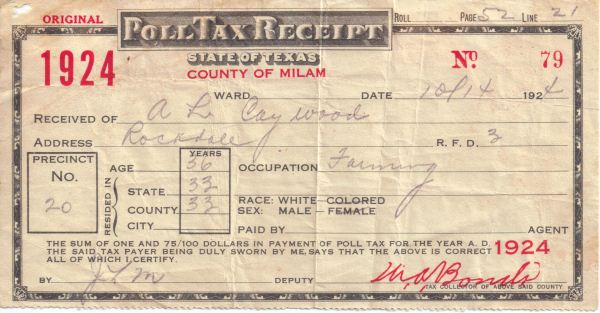 ORIGINAL POLL TAX RECEIPT ROLL PAGE 52 LINE 21
1924 STATE OF TEXAS No. 79
COUNTY OF MILAM
WARD DATE 10/14 1924
RECEIVED OF A L Caywood
ADDRESS Rockdale R. F. D. 3
PRECINCT No. 20
RESIDED IN
YEARS
AGE 56 OCCUPATION Farming
STATE 33
COUNTY 33 RACE: WHITE—COLORED
CITY SEX: MALE—FEMALE
PAID BY AGENT
THE SUM OF ONE AND 75/100 DOLLARS IN PAYMENT OF POLL TAX FOR THE YEAR A. D. 1924
THE SAID TAX PAYER BEING DULY SWORN BY ME, SAYS THAT THE ABOVE IS CORRECT
ALL OF WHICH I CERTIFY.
BY J L M DEPUTY
TAX COLLECTOR OF ABOVE SAID COUNTY.